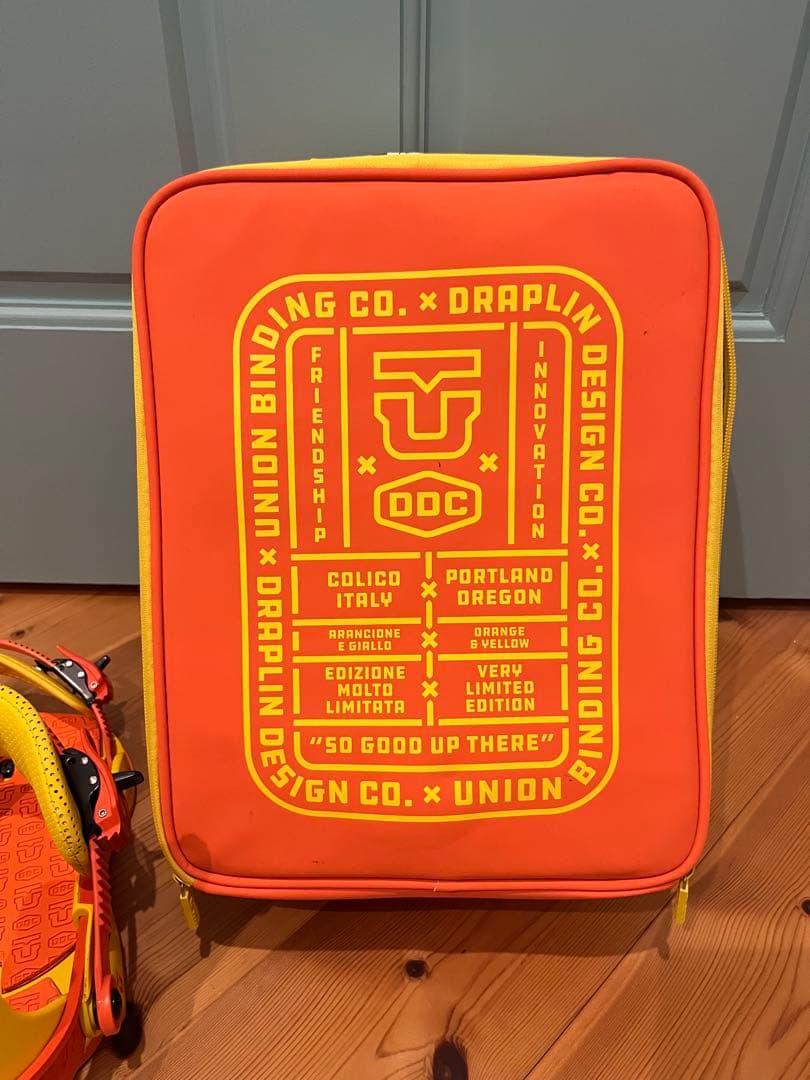 UNION BINDING CO. × DRAPLIN DESIGN CO. × UNION BINDING CO. × DRAPLIN DESIGN CO. ×
FRIENDSHIP
U
INNOVATION
× ×
DDC
COLICO
ITALY
×
PORTLAND
OREGON
ARANCIONE
E GIALLO
×
ORANGE
& YELLOW
EDIZIONE
MOLTO
LIMITATA
×
VERY
LIMITED
EDITION
“SO GOOD UP THERE”